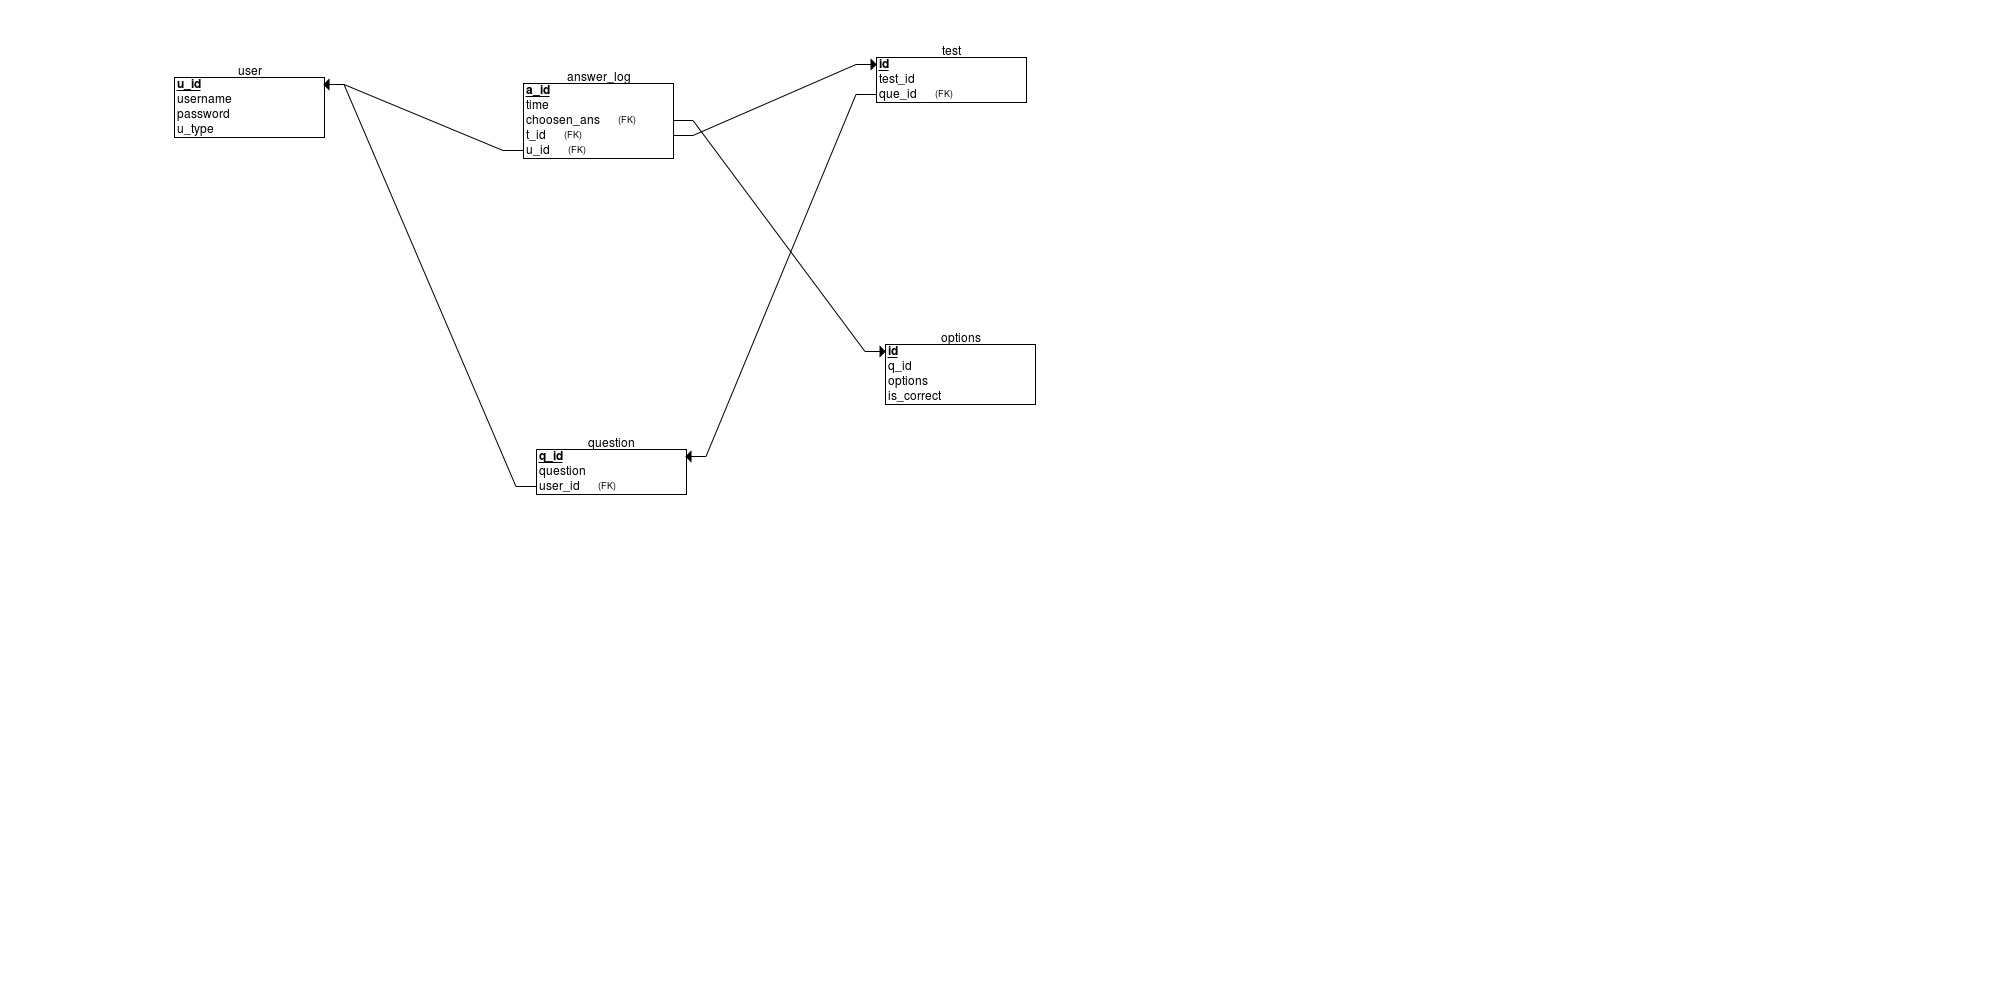 user
u_id
username
password
u_type
answer_log
a_id
time
choosen_ans (FK)
t_id (FK)
u_id (FK)
test
id
test_id
que_id (FK)
options
id
q_id
options
is_correct
question
q_id
question
user_id (FK)